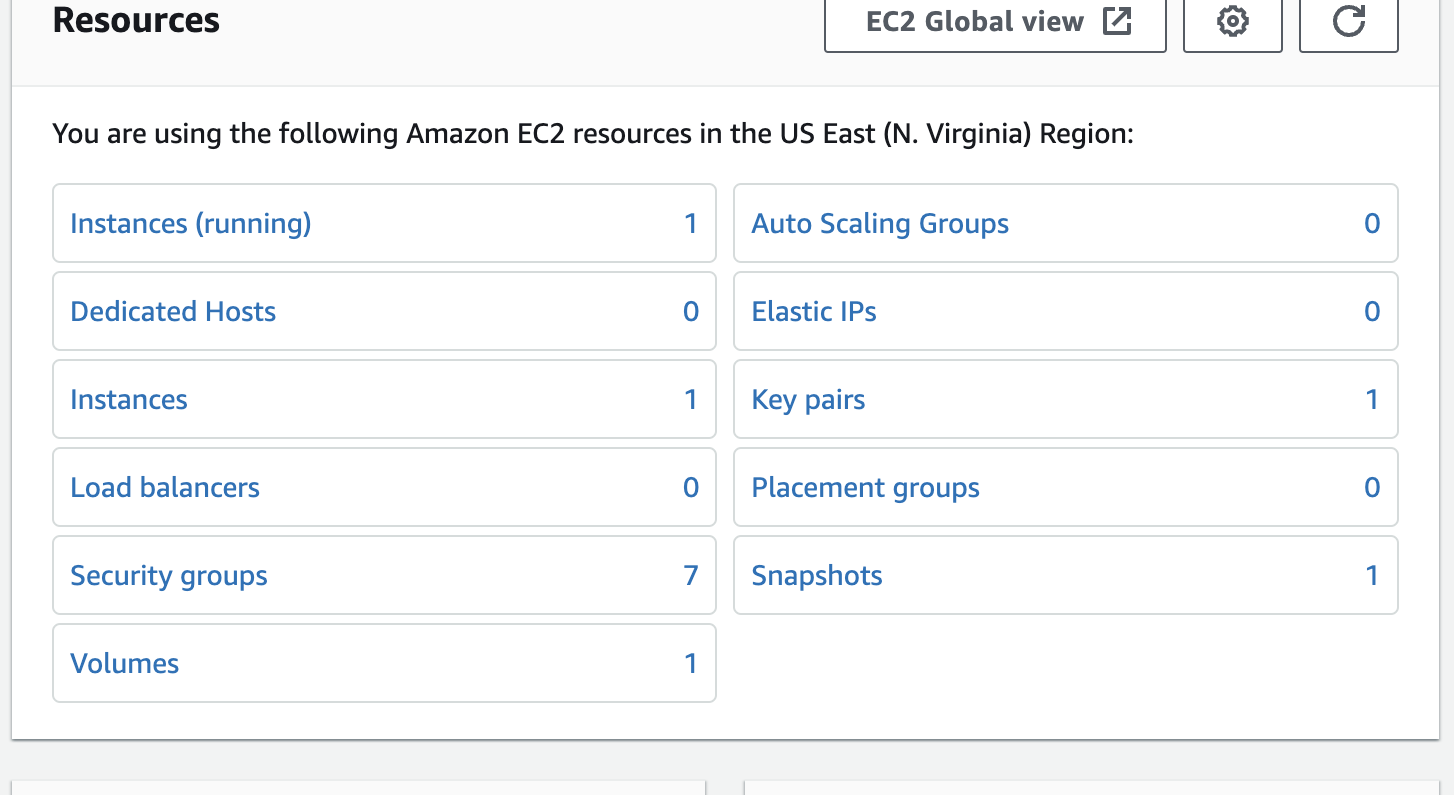 Resources
EC2 Global view
You are using the following Amazon EC2 resources in the US East (N. Virginia) Region:
Instances (running) 1
Auto Scaling Groups 0
Dedicated Hosts 0
Elastic IPs 0
Instances 1
Key pairs 1
Load balancers 0
Placement groups 0
Security groups 7
Snapshots 1
Volumes 1